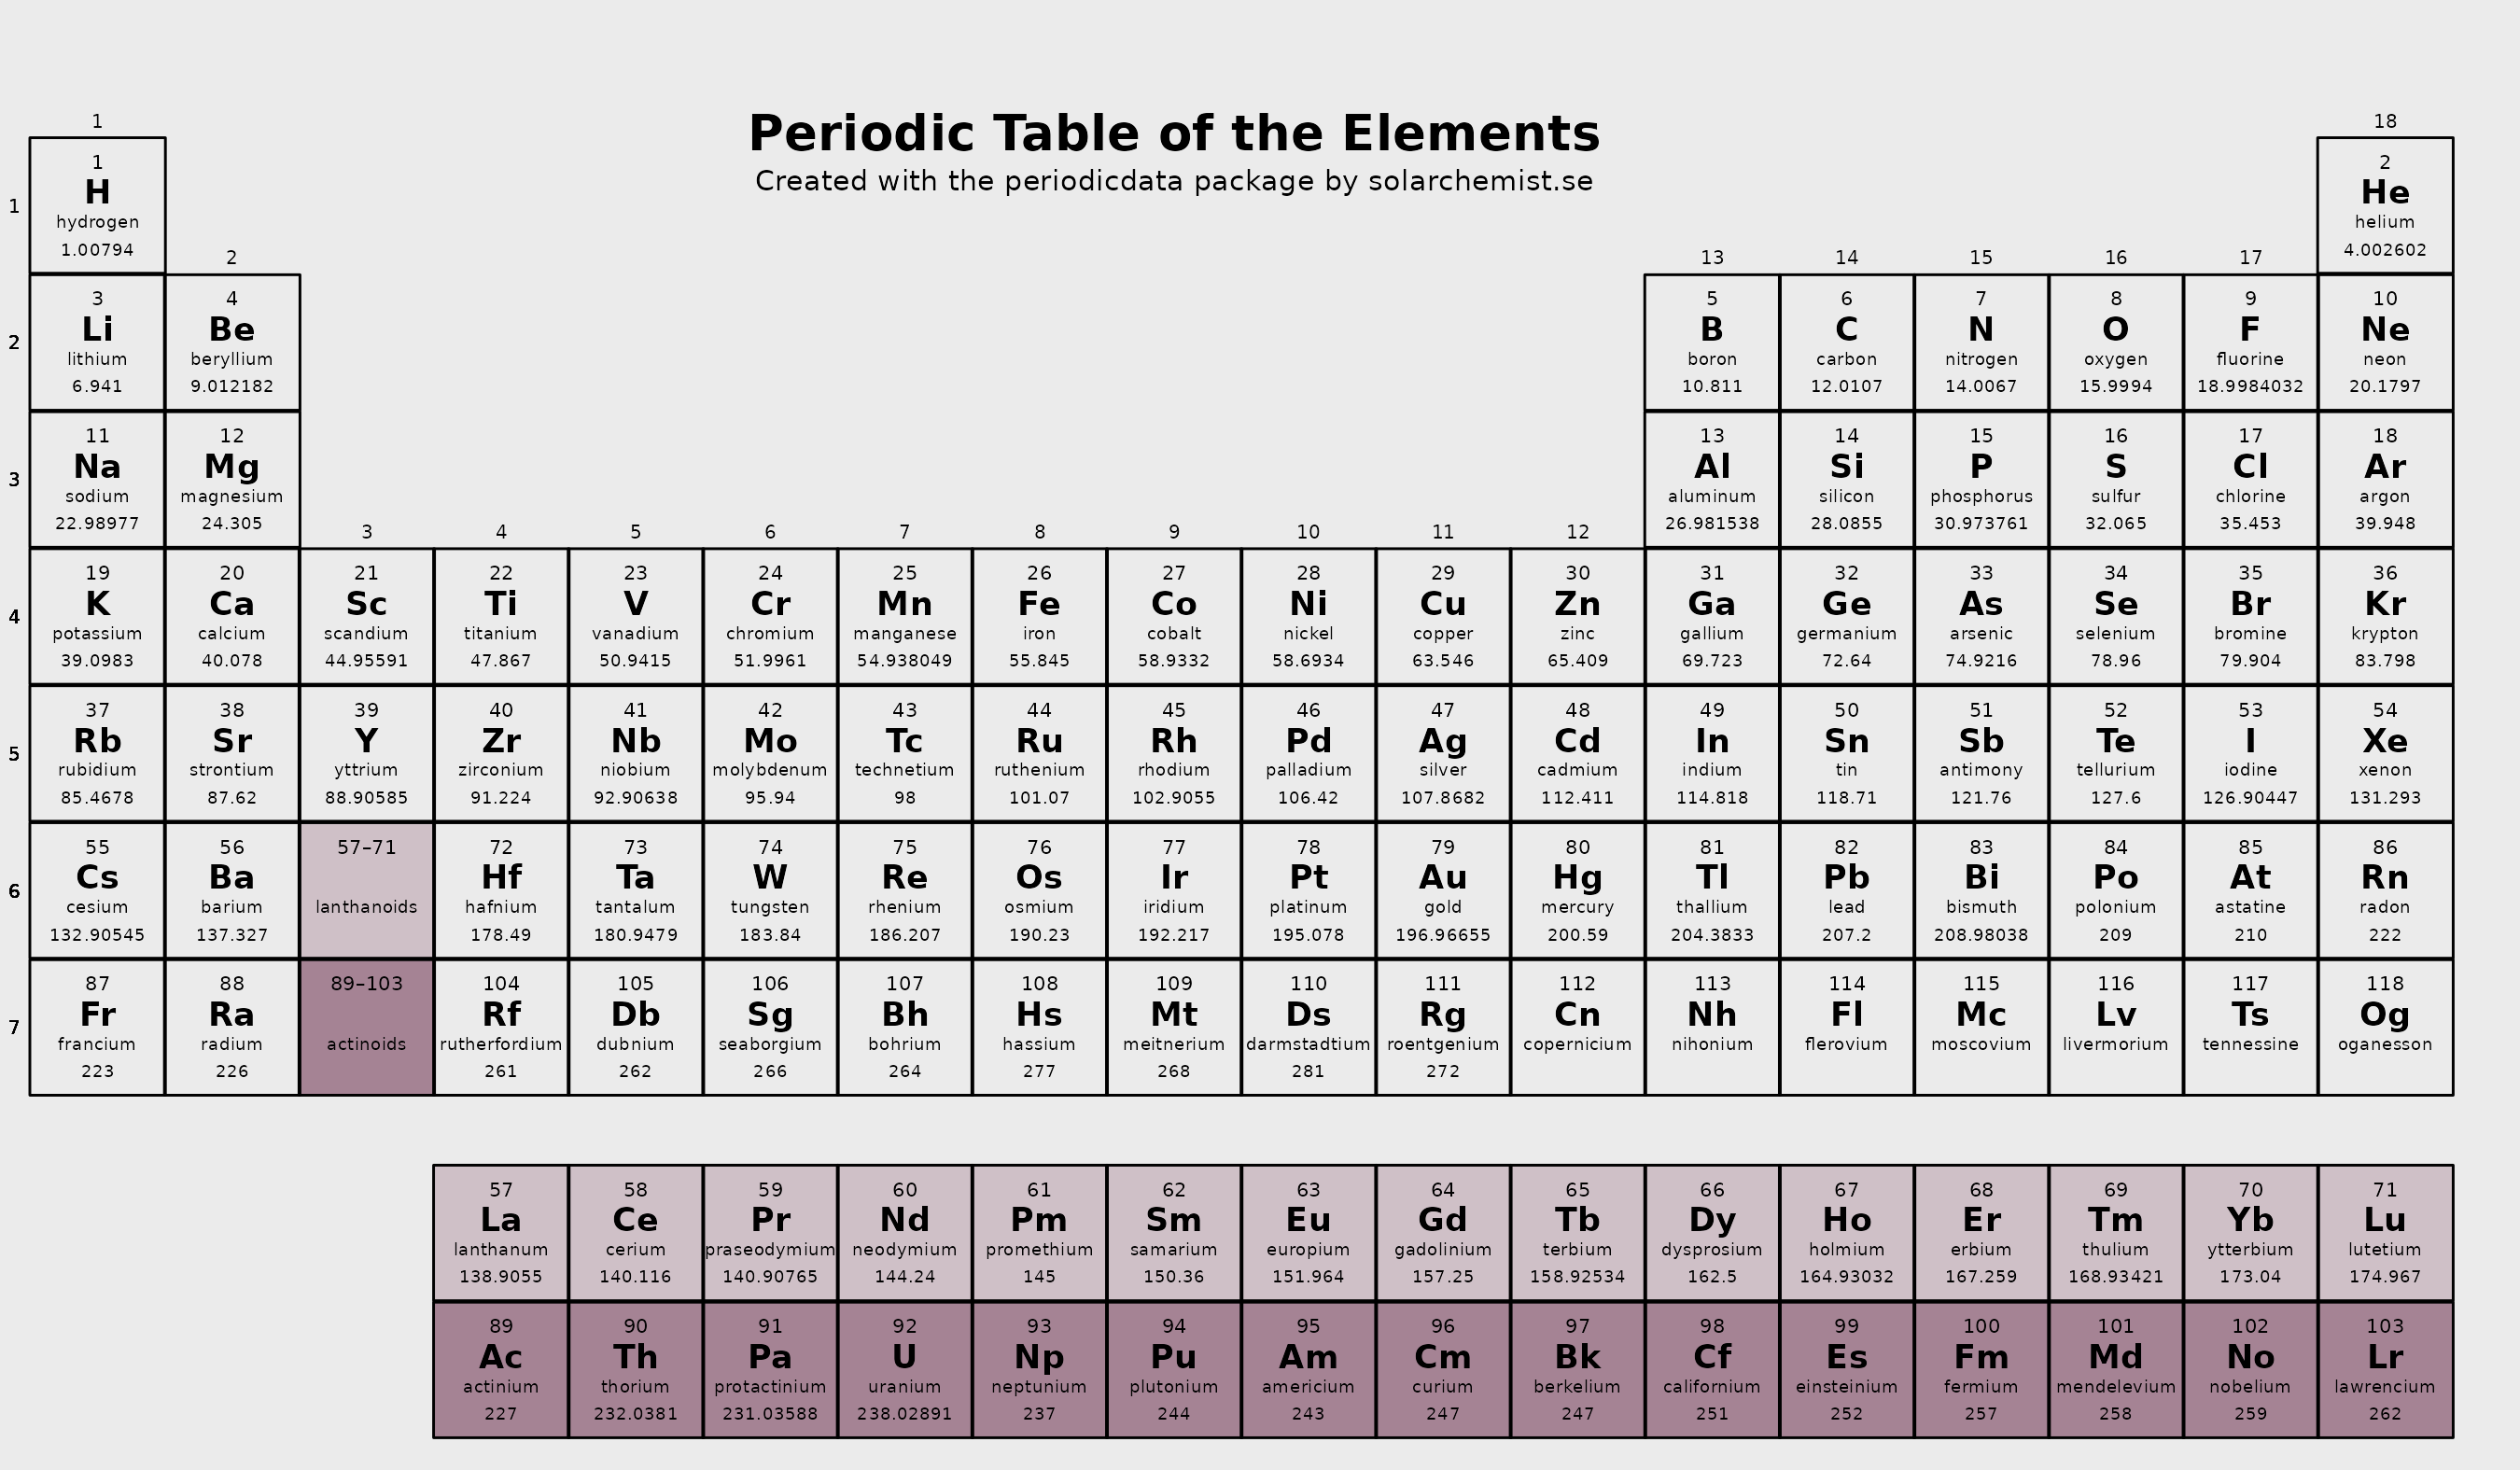 Periodic Table of the Elements
Created with the periodicdata package by solarchemist.se
1 18
1 2
H He
1
hydrogen helium
1.00794 4.002602
2 13 14 15 16 17
3 4 5 6 7 8 9 10
Li Be B C N O F Ne
2
lithium beryllium boron carbon nitrogen oxygen fluorine neon
6.941 9.012182 10.811 12.0107 14.0067 15.9994 18.9984032 20.1797
11 12 13 14 15 16 17 18
Na Mg Al Si P S Cl Ar
3
sodium magnesium aluminum silicon phosphorus sulfur chlorine argon
22.98977 24.305 26.981538 28.0855 30.973761 32.065 35.453 39.948
3 4 5 6 7 8 9 10 11 12
19 20 21 22 23 24 25 26 27 28 29 30 31 32 33 34 35 36
K Ca Sc Ti V Cr Mn Fe Co Ni Cu Zn Ga Ge As Se Br Kr
4
potassium calcium scandium titanium vanadium chromium manganese iron cobalt nickel copper zinc gallium germanium arsenic selenium bromine krypton
39.0983 40.078 44.95591 47.867 50.9415 51.9961 54.938049 55.845 58.9332 58.6934 63.546 65.409 69.723 72.64 74.9216 78.96 79.904 83.798
37 38 39 40 41 42 43 44 45 46 47 48 49 50 51 52 53 54
Rb Sr Y Zr Nb Mo Tc Ru Rh Pd Ag Cd In Sn Sb Te I Xe
5
rubidium strontium yttrium zirconium niobium molybdenum technetium ruthenium rhodium palladium silver cadmium indium tin antimony tellurium iodine xenon
85.4678 87.62 88.90585 91.224 92.90638 95.94 98 101.07 102.9055 106.42 107.8682 112.411 114.818 118.71 121.76 127.6 126.90447 131.293
55 56 57–71 72 73 74 75 76 77 78 79 80 81 82 83 84 85 86
Cs Ba Hf Ta W Re Os Ir Pt Au Hg Tl Pb Bi Po At Rn
6
cesium barium lanthanoids hafnium tantalum tungsten rhenium osmium iridium platinum gold mercury thallium lead bismuth polonium astatine radon
132.90545 137.327 178.49 180.9479 183.84 186.207 190.23 192.217 195.078 196.96655 200.59 204.3833 207.2 208.98038 209 210 222
87 88 89–103 104 105 106 107 108 109 110 111 112 113 114 115 116 117 118
Fr Ra Rf Db Sg Bh Hs Mt Ds Rg Cn Nh Fl Mc Lv Ts Og
7
francium radium actinoids rutherfordium dubnium seaborgium bohrium hassium meitnerium darmstadtium roentgenium copernicium nihonium flerovium moscovium livermorium tennessine oganesson
223 226 261 262 266 264 277 268 281 272
57 58 59 60 61 62 63 64 65 66 67 68 69 70 71
La Ce Pr Nd Pm Sm Eu Gd Tb Dy Ho Er Tm Yb Lu
lanthanum cerium praseodymium neodymium promethium samarium europium gadolinium terbium dysprosium holmium erbium thulium ytterbium lutetium
138.9055 140.116 140.90765 144.24 145 150.36 151.964 157.25 158.92534 162.5 164.93032 167.259 168.93421 173.04 174.967
89 90 91 92 93 94 95 96 97 98 99 100 101 102 103
Ac Th Pa U Np Pu Am Cm Bk Cf Es Fm Md No Lr
actinium thorium protactinium uranium neptunium plutonium americium curium berkelium californium einsteinium fermium mendelevium nobelium lawrencium
227 232.0381 231.03588 238.02891 237 244 243 247 247 251 252 257 258 259 262